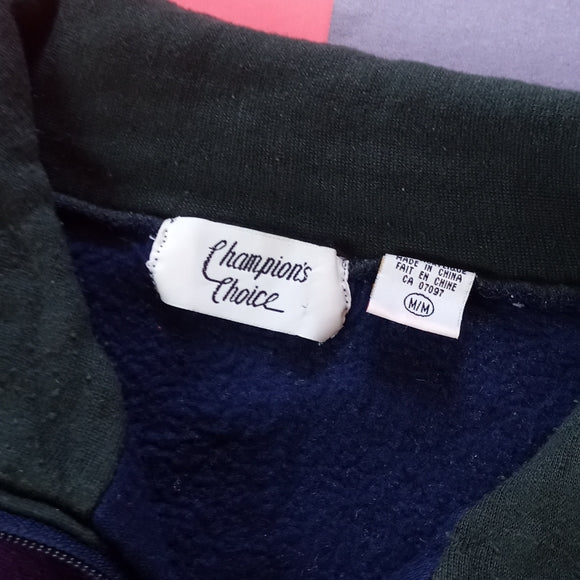 Champion's
Choice
MADE IN CHINA
FAIT EN CHINE
CA 07097
M/M